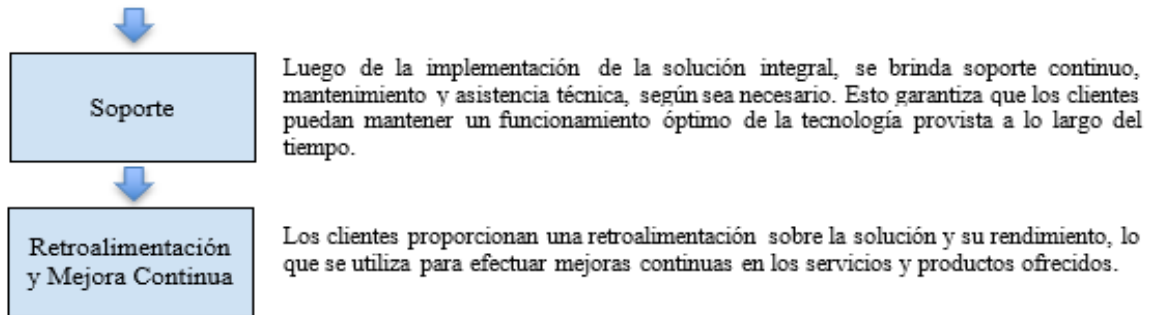 Soporte
Luego de la implementación de la solución integral, se brinda soporte continuo,
mantenimiento y asistencia técnica, según sea necesario. Esto garantiza que los clientes
puedan mantener un funcionamiento óptimo de la tecnología provista a lo largo del
tiempo.
Retroalimentación
y Mejora Continua
Los clientes proporcionan una retroalimentación sobre la solución y su rendimiento, lo
que se utiliza para efectuar mejoras continuas en los servicios y productos ofrecidos.